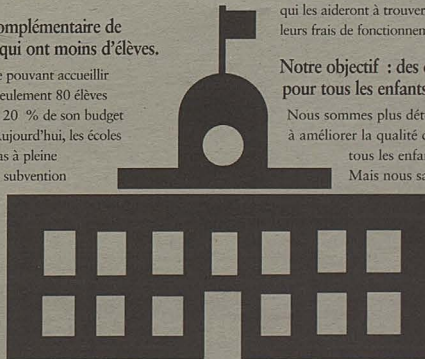 omplémentaire de
qui ont moins d'élèves.
e pouvant accueillir
eulement 80 élèves
20 % de son budget
ujourd'hui, les écoles
as à pleine
subvention
qui les aideront à trouver
leurs frais de fonctionnem
Notre objectif : des
pour tous les enfants
Nous sommes plus dét
à améliorer la qualité d
tous les enfa
Mais nous sa